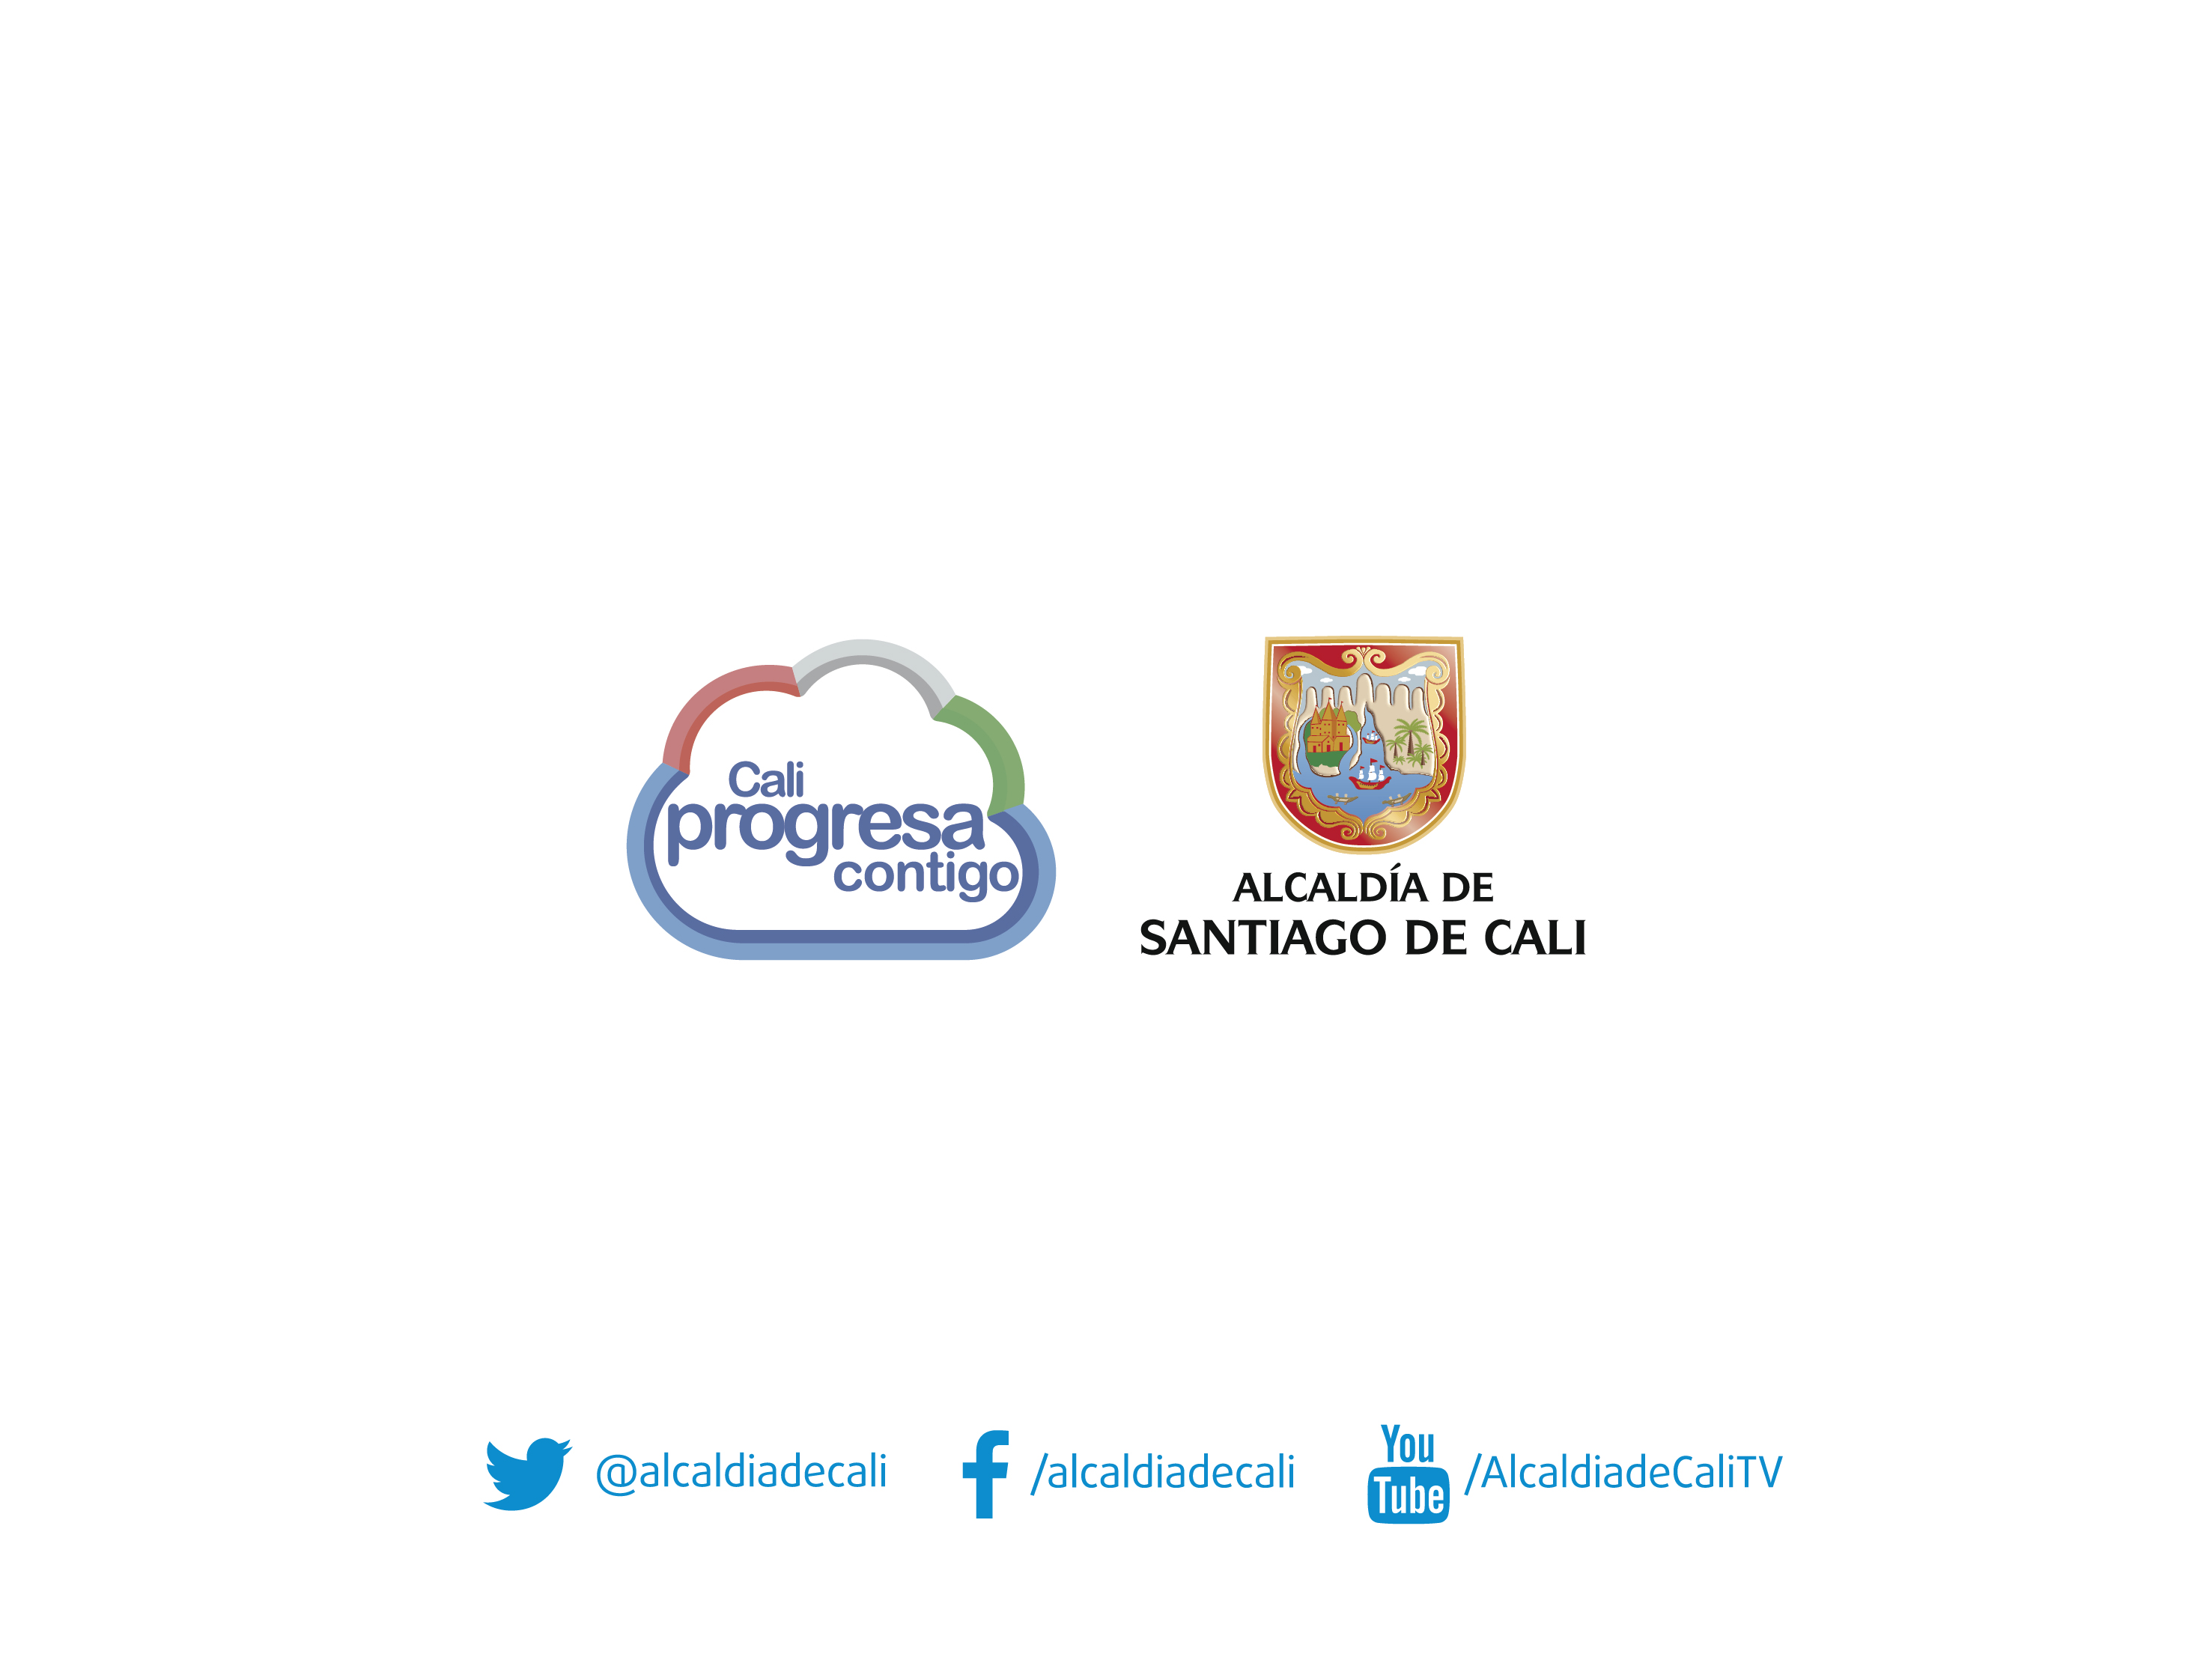 Cali
progresa
contigo
ALCALDÍA DE
SANTIAGO DE CALI
@alcaldiadecali
/alcaldiadecali
You
Tube
/AlcaldiadeCaliTV